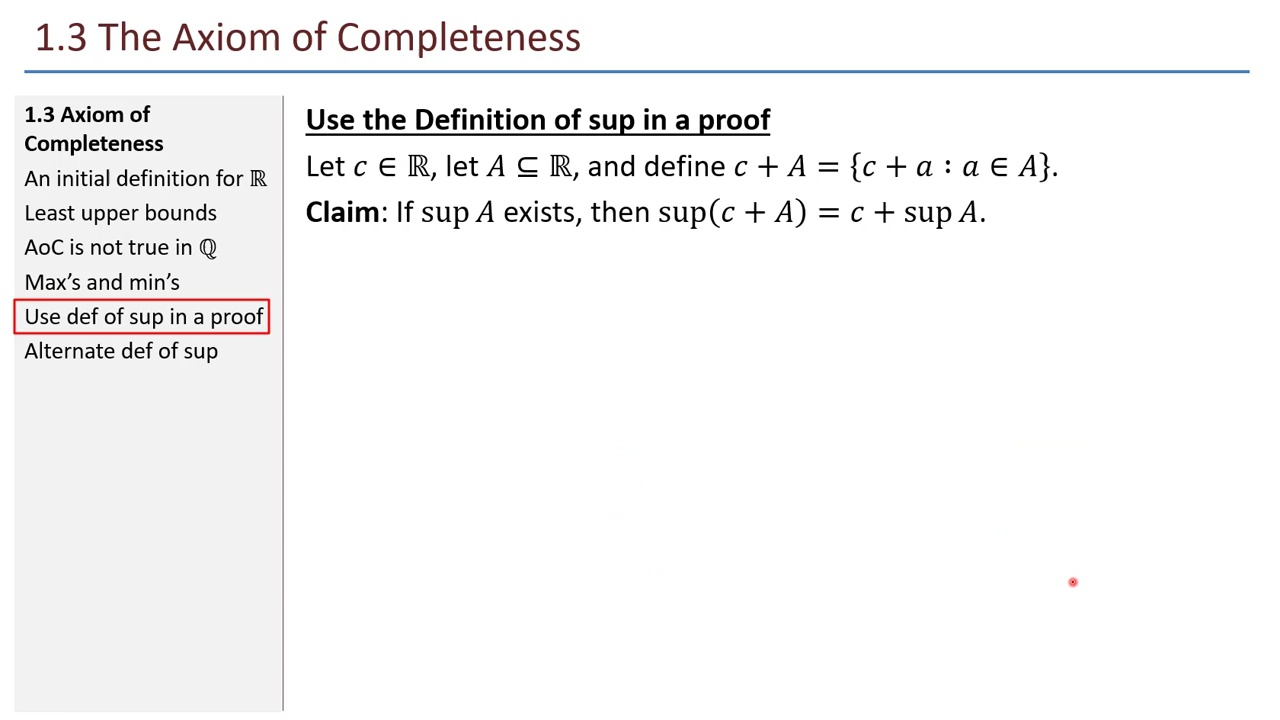 1.3 The Axiom of Completeness
1.3 Axiom of
Completeness
An initial definition for ℝ
Least upper bounds
AoC is not true in ℚ
Max’s and min’s
Use def of sup in a proof
Alternate def of sup
Use the Definition of sup in a proof
Let c ∈ ℝ, let A ⊆ ℝ, and define c + A = {c + a : a ∈ A}.
Claim: If sup A exists, then sup(c + A) = c + sup A.